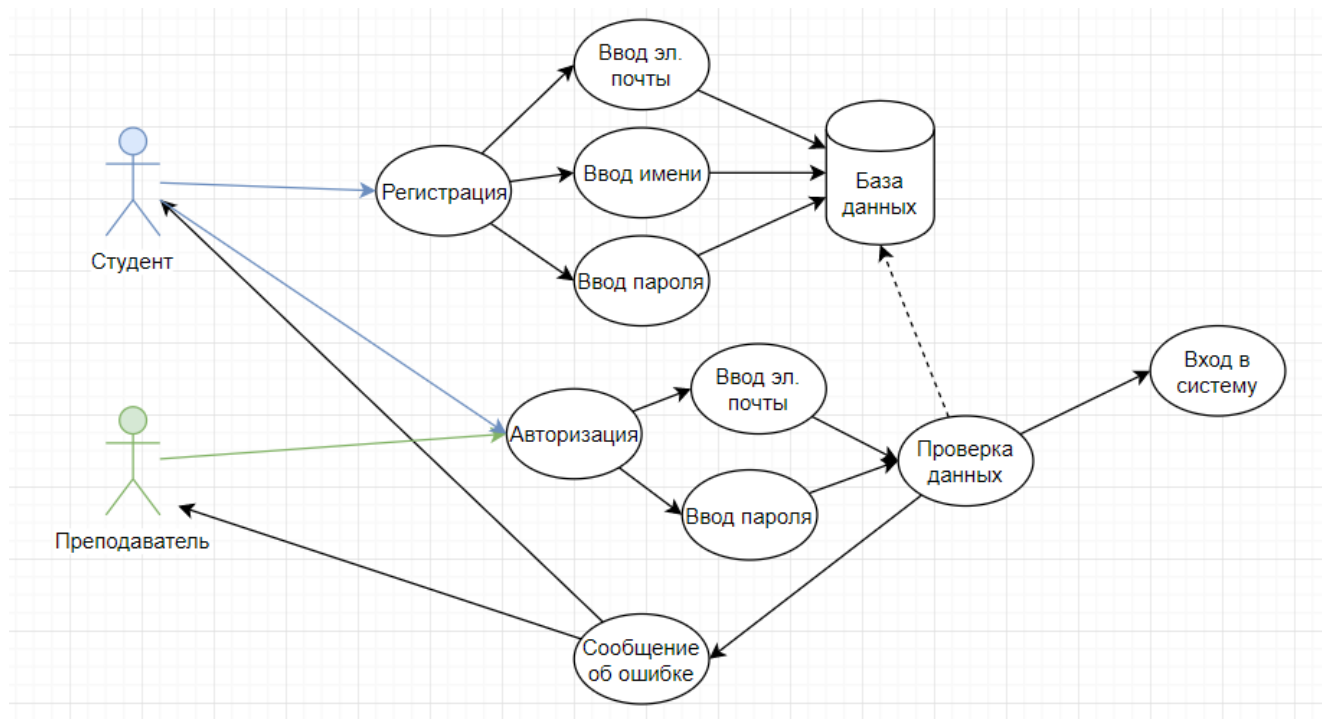 Ввод эл.
почты
Ввод имени
База
данных
Регистрация
Студент
Ввод пароля
Вход в
систему
Ввод эл.
почты
Авторизация
Проверка
данных
Ввод пароля
Преподаватель
Сообщение
об ошибке